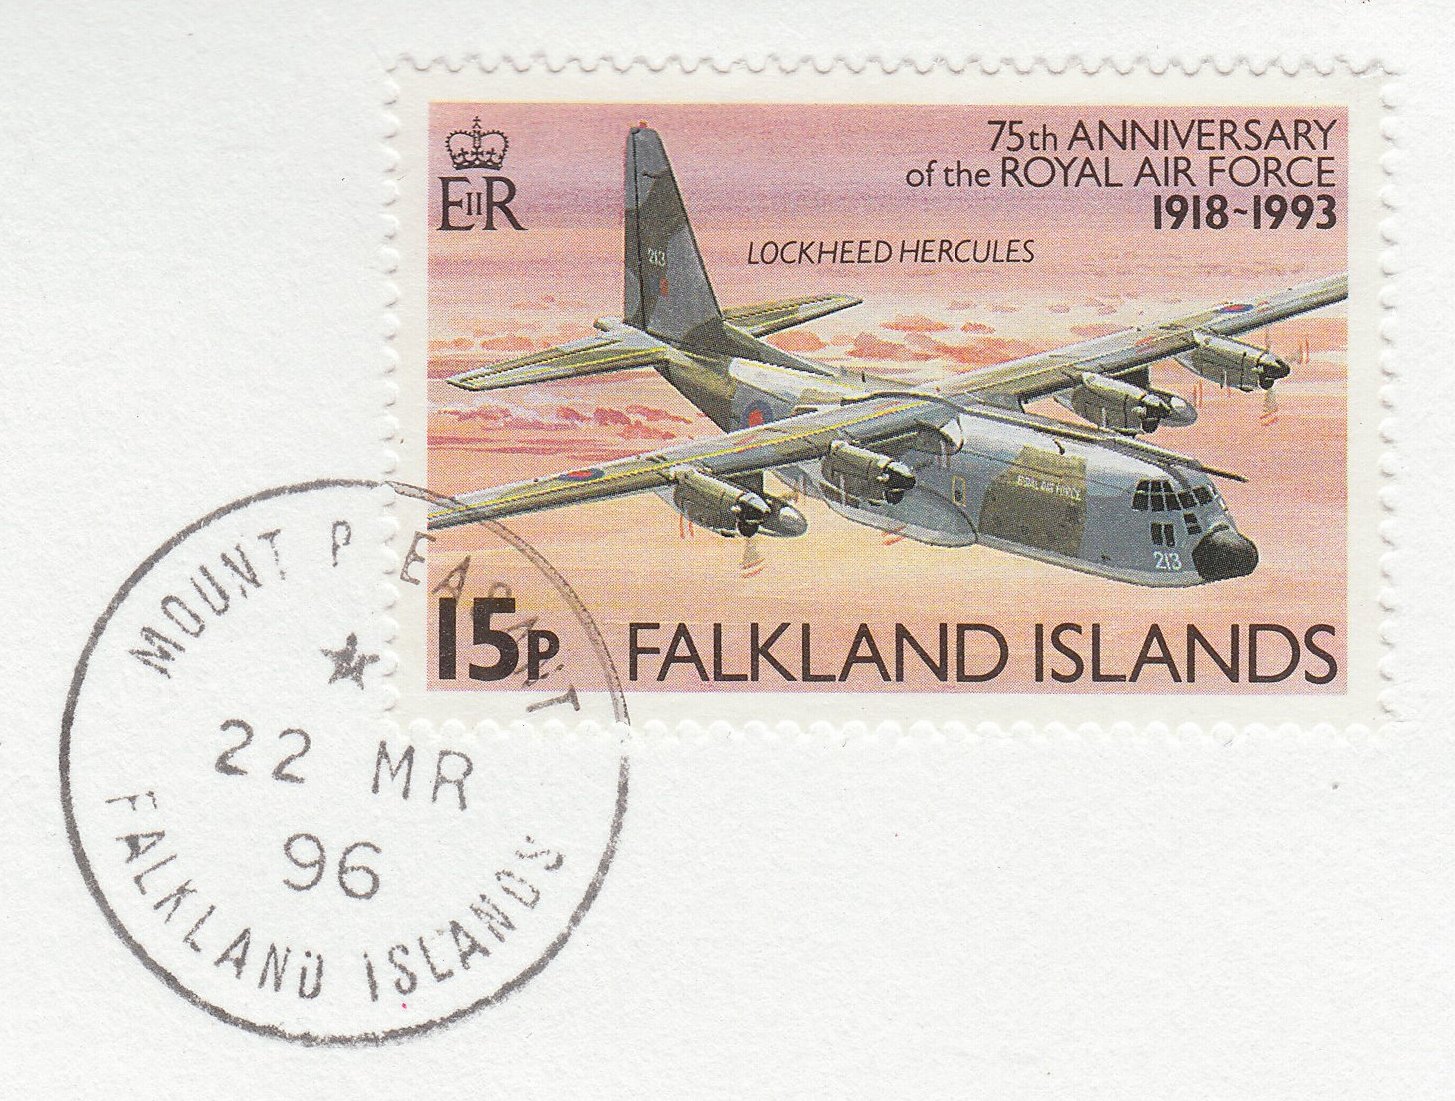 75th ANNIVERSARY
of the ROYAL AIR FORCE
1918~1993
EIIR
LOCKHEED HERCULES
213
ROYAL AIR FORCE
213
15P
FALKLAND ISLANDS
MOUNT PLEASANT
22 MR
96
FALKLAND ISLANDS